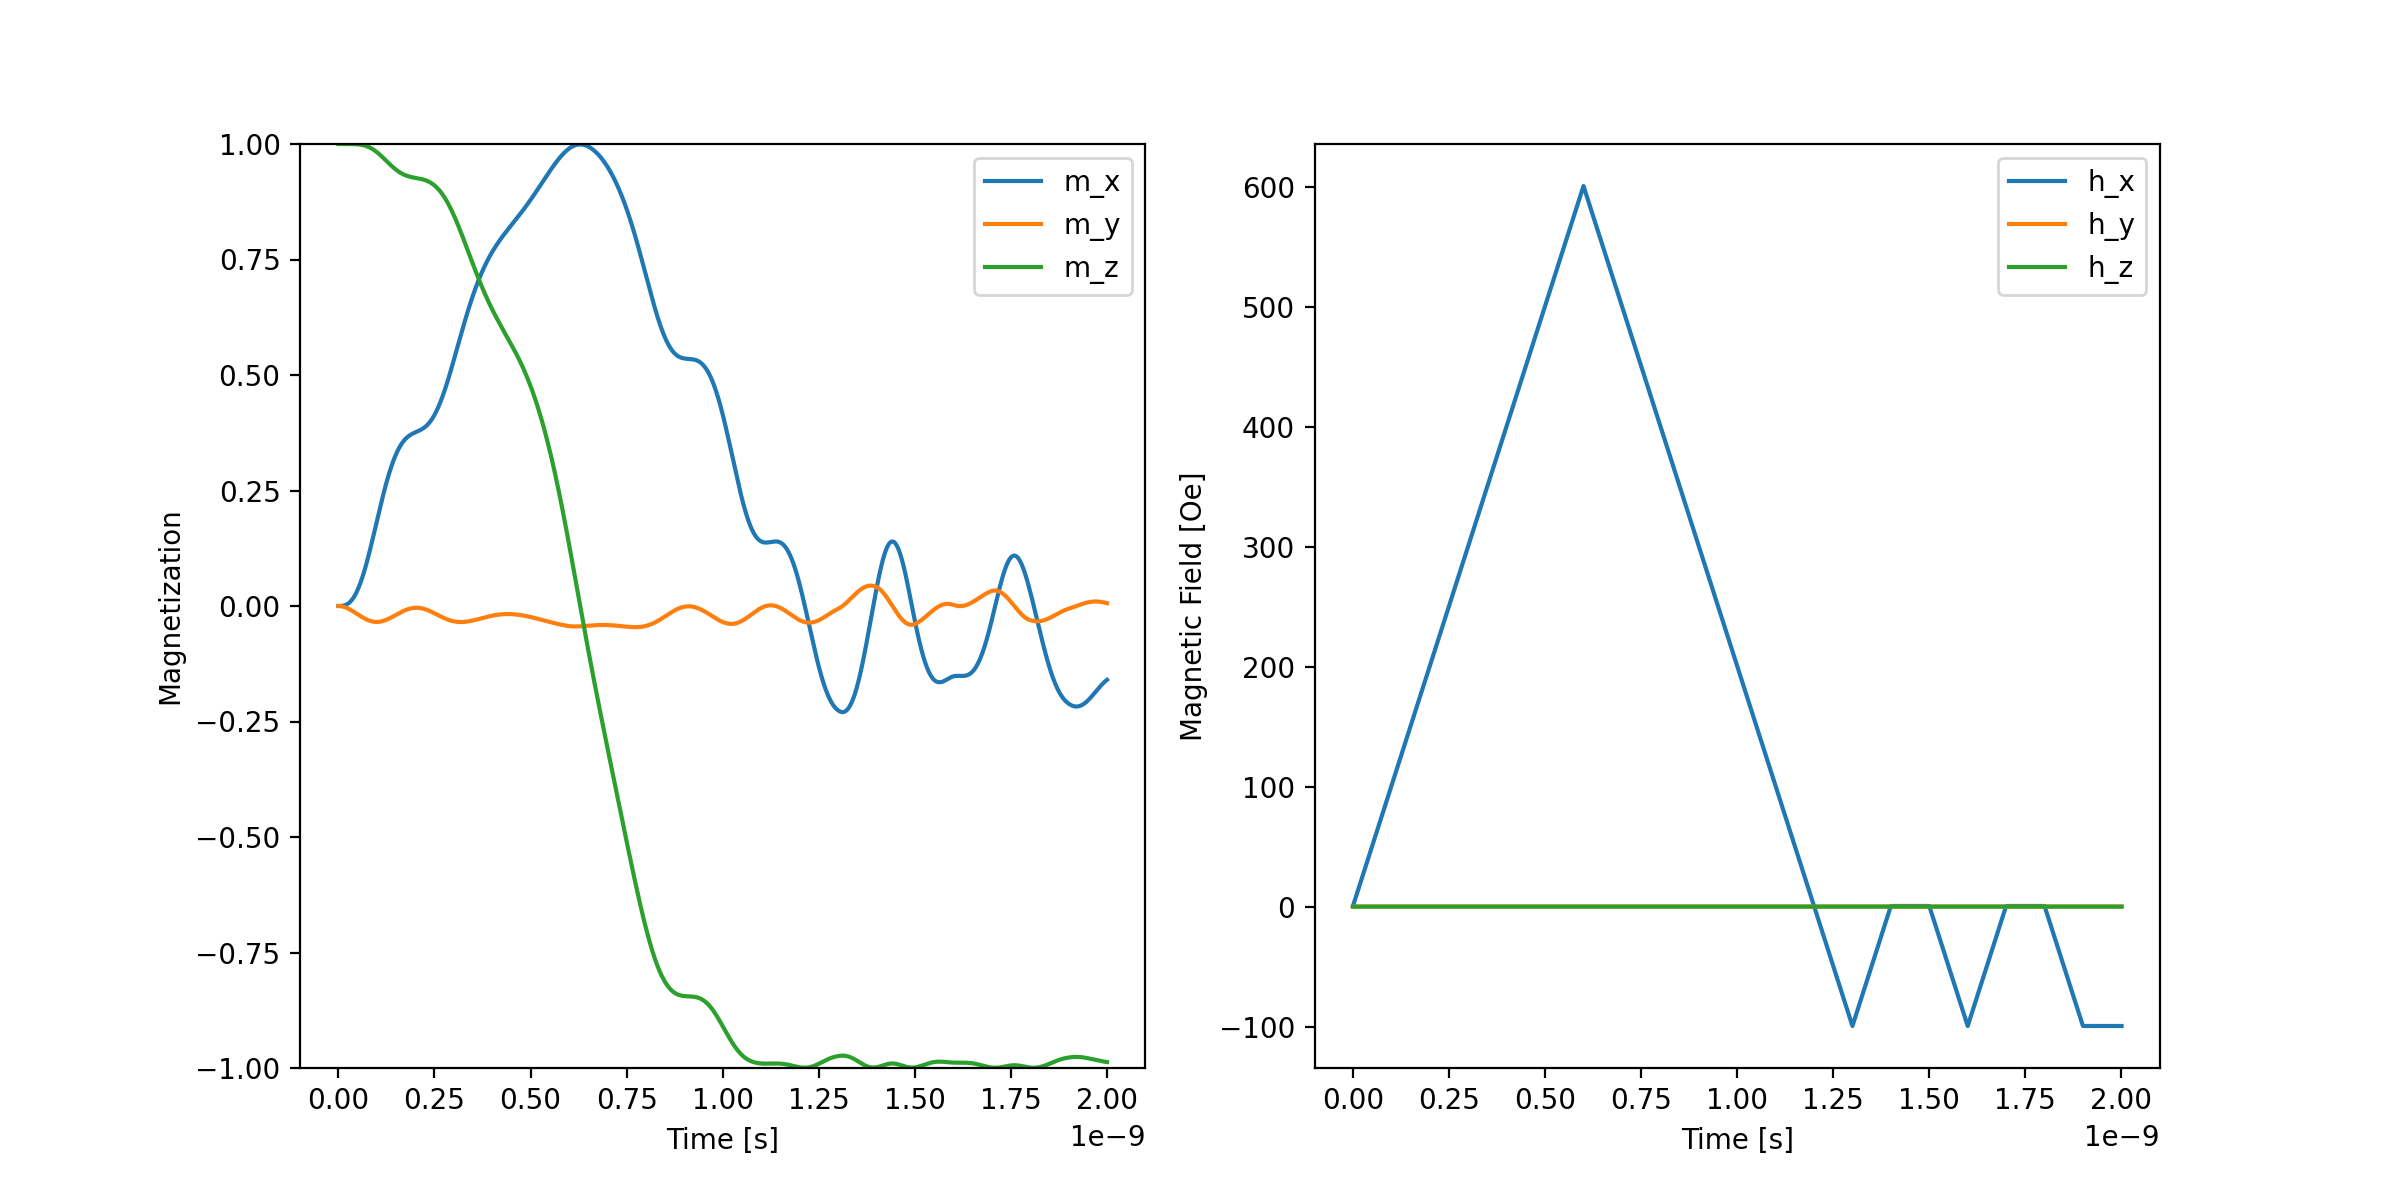 Magnetization
1.00
0.75
0.50
0.25
0.00
−0.25
−0.50
−0.75
−1.00
m_x
m_y
m_z
0.00 0.25 0.50 0.75 1.00 1.25 1.50 1.75 2.00
Time [s]
1e−9
Magnetic Field [Oe]
600
500
400
300
200
100
0
−100
h_x
h_y
h_z
0.00 0.25 0.50 0.75 1.00 1.25 1.50 1.75 2.00
Time [s]
1e−9